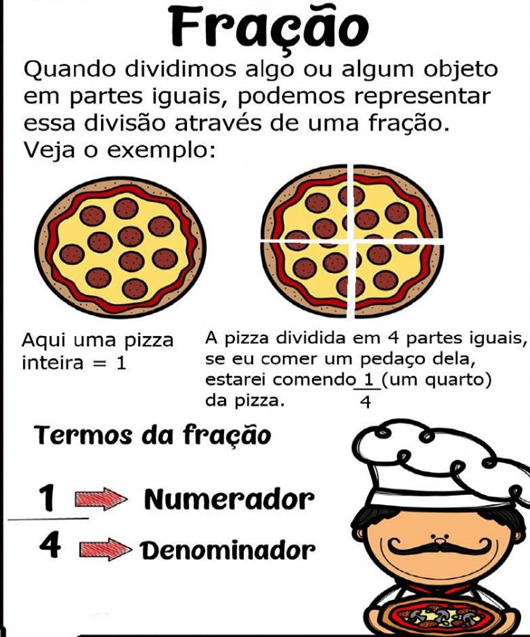 Fração
Quando dividimos algo ou algum objeto
em partes iguais, podemos representar
essa divisão através de uma fração.
Veja o exemplo:
Aqui uma pizza
inteira = 1
A pizza dividida em 4 partes iguais,
se eu comer um pedaço dela,
estarei comendo 1 (um quarto)
da pizza. 4
Termos da fração
1 Numerador
4 Denominador